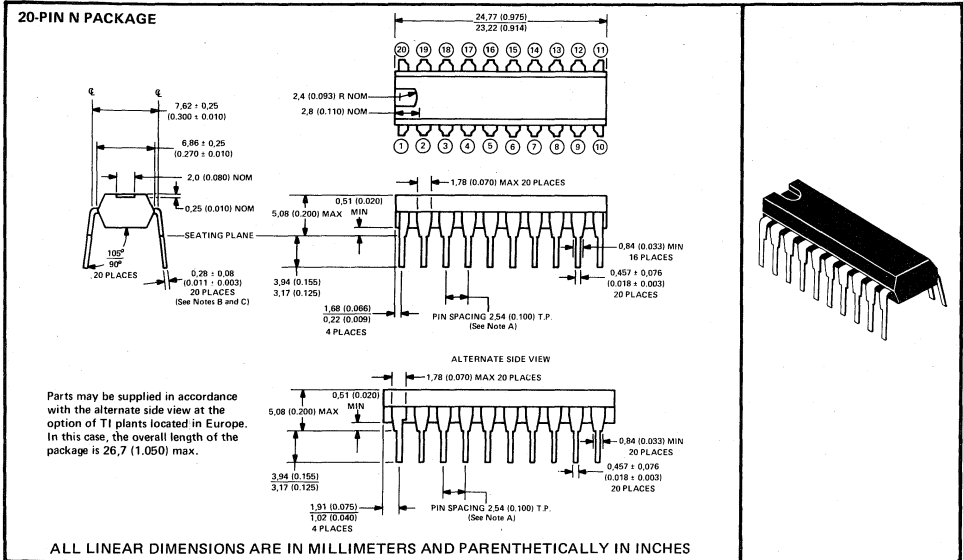 20-PIN N PACKAGE
24,77 (0.975)
23,22 (0.914)
20 19 18 17 16 15 14 13 12 11
2,4 (0.093) R NOM
2,8 (0.110) NOM
1 2 3 4 5 6 7 8 9 10
℄ ℄
7,62 ± 0,25
(0.300 ± 0.010)
6,86 ± 0,25
(0.270 ± 0.010)
2,0 (0.080) NOM
0,25 (0.010) NOM
SEATING PLANE
105°
90°
20 PLACES
0,28 ± 0,08
(0.011 ± 0.003)
20 PLACES
(See Notes B and C)
1,78 (0.070) MAX 20 PLACES
0,51 (0.020)
MIN
5,08 (0.200) MAX
3,94 (0.155)
3,17 (0.125)
1,68 (0.066)
0,22 (0.009)
4 PLACES
PIN SPACING 2,54 (0.100) T.P.
(See Note A)
0,84 (0.033) MIN
16 PLACES
0,457 ± 0,076
(0.018 ± 0.003)
20 PLACES
ALTERNATE SIDE VIEW
1,78 (0.070) MAX 20 PLACES
0,51 (0.020)
MIN
5,08 (0.200) MAX
3,94 (0.155)
3,17 (0.125)
1,91 (0.075)
1,02 (0.040)
4 PLACES
PIN SPACING 2,54 (0.100) T.P.
(See Note A)
0,84 (0.033) MIN
20 PLACES
0,457 ± 0,076
(0.018 ± 0.003)
20 PLACES
Parts may be supplied in accordance
with the alternate side view at the
option of TI plants located in Europe.
In this case, the overall length of the
package is 26,7 (1.050) max.
ALL LINEAR DIMENSIONS ARE IN MILLIMETERS AND PARENTHETICALLY IN INCHES